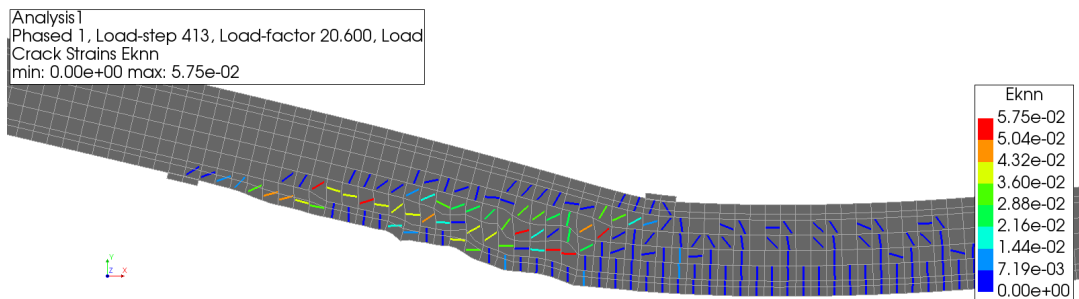 Analysis1
Phased 1, Load-step 413, Load-factor 20.600, Load
Crack Strains Eknn
min: 0.00e+00 max: 5.75e-02
Eknn
5.75e-02
5.04e-02
4.32e-02
3.60e-02
2.88e-02
2.16e-02
1.44e-02
7.19e-03
0.00e+00
Y
Z
X